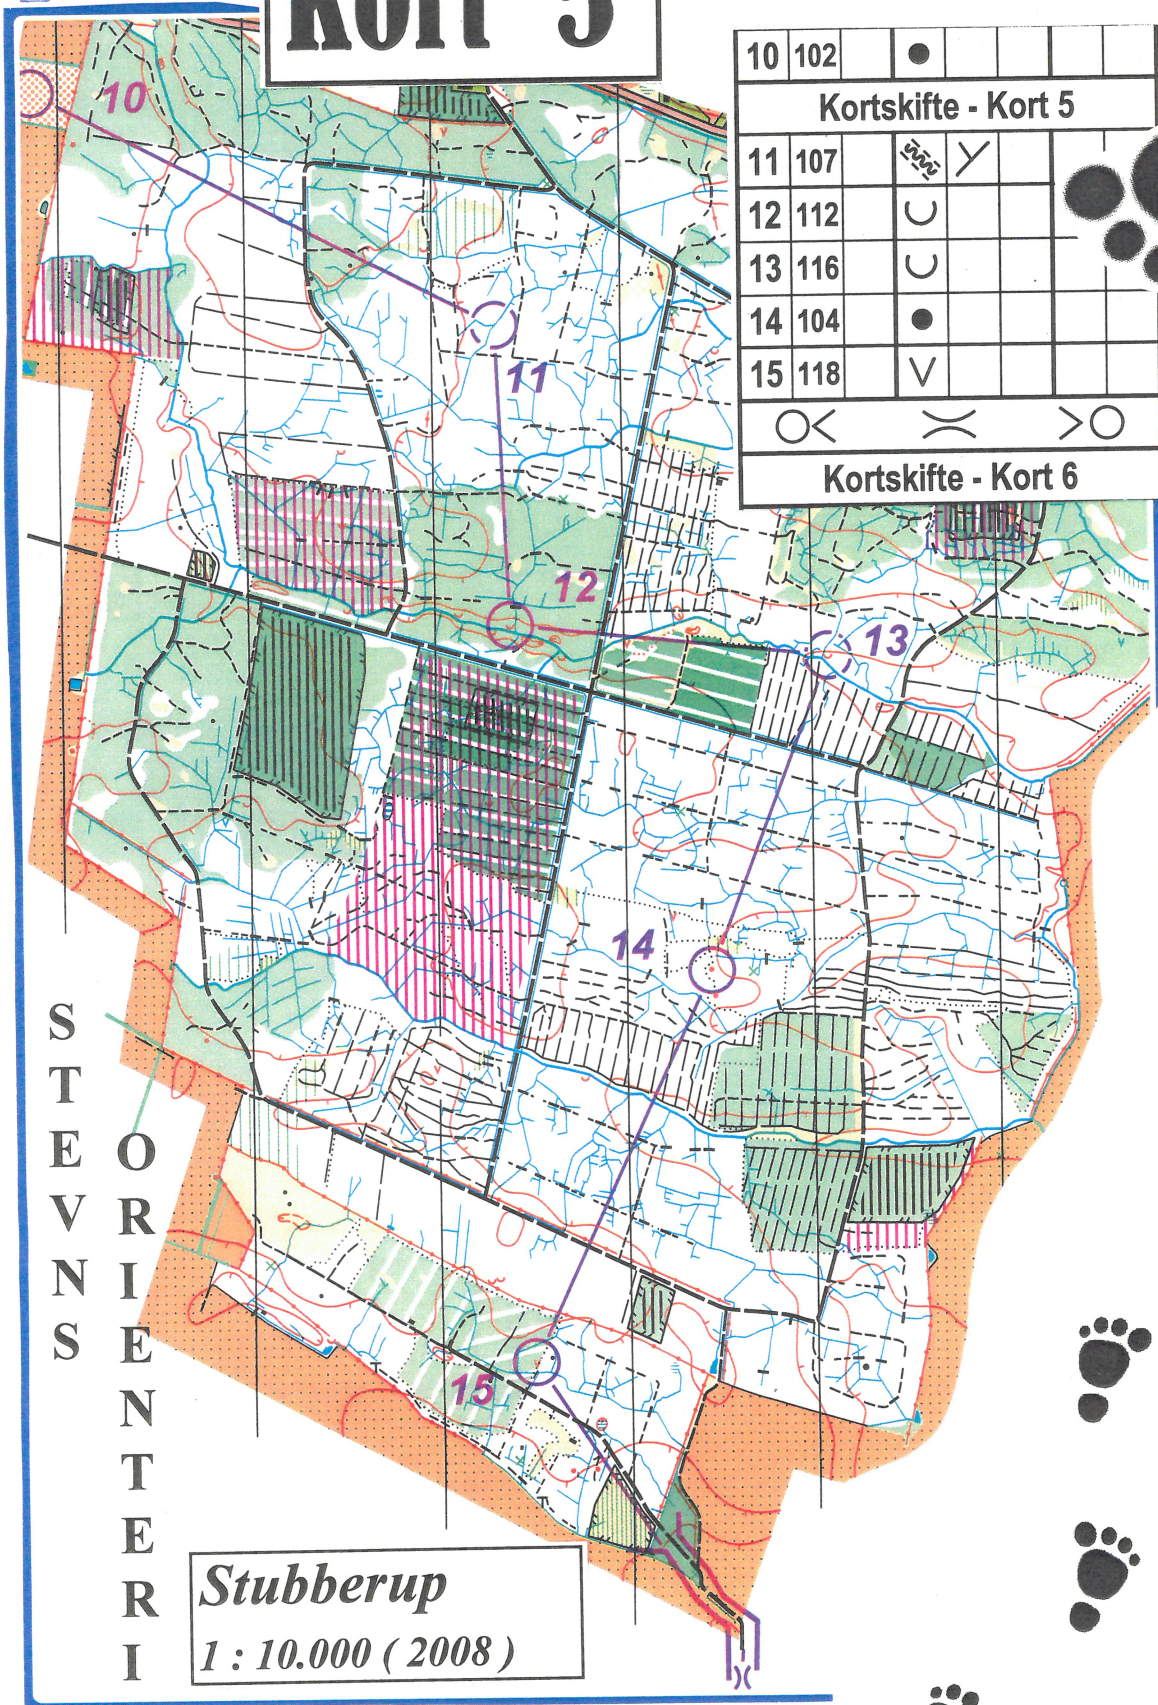 Kort 5
10 102
Kortskifte - Kort 5
11 107
12 112
13 116
14 104
15 118
Kortskifte - Kort 6
10
11
12
13
14
15
STEVNS
ORIENTERI
Stubberup
1 : 10.000 ( 2008 )